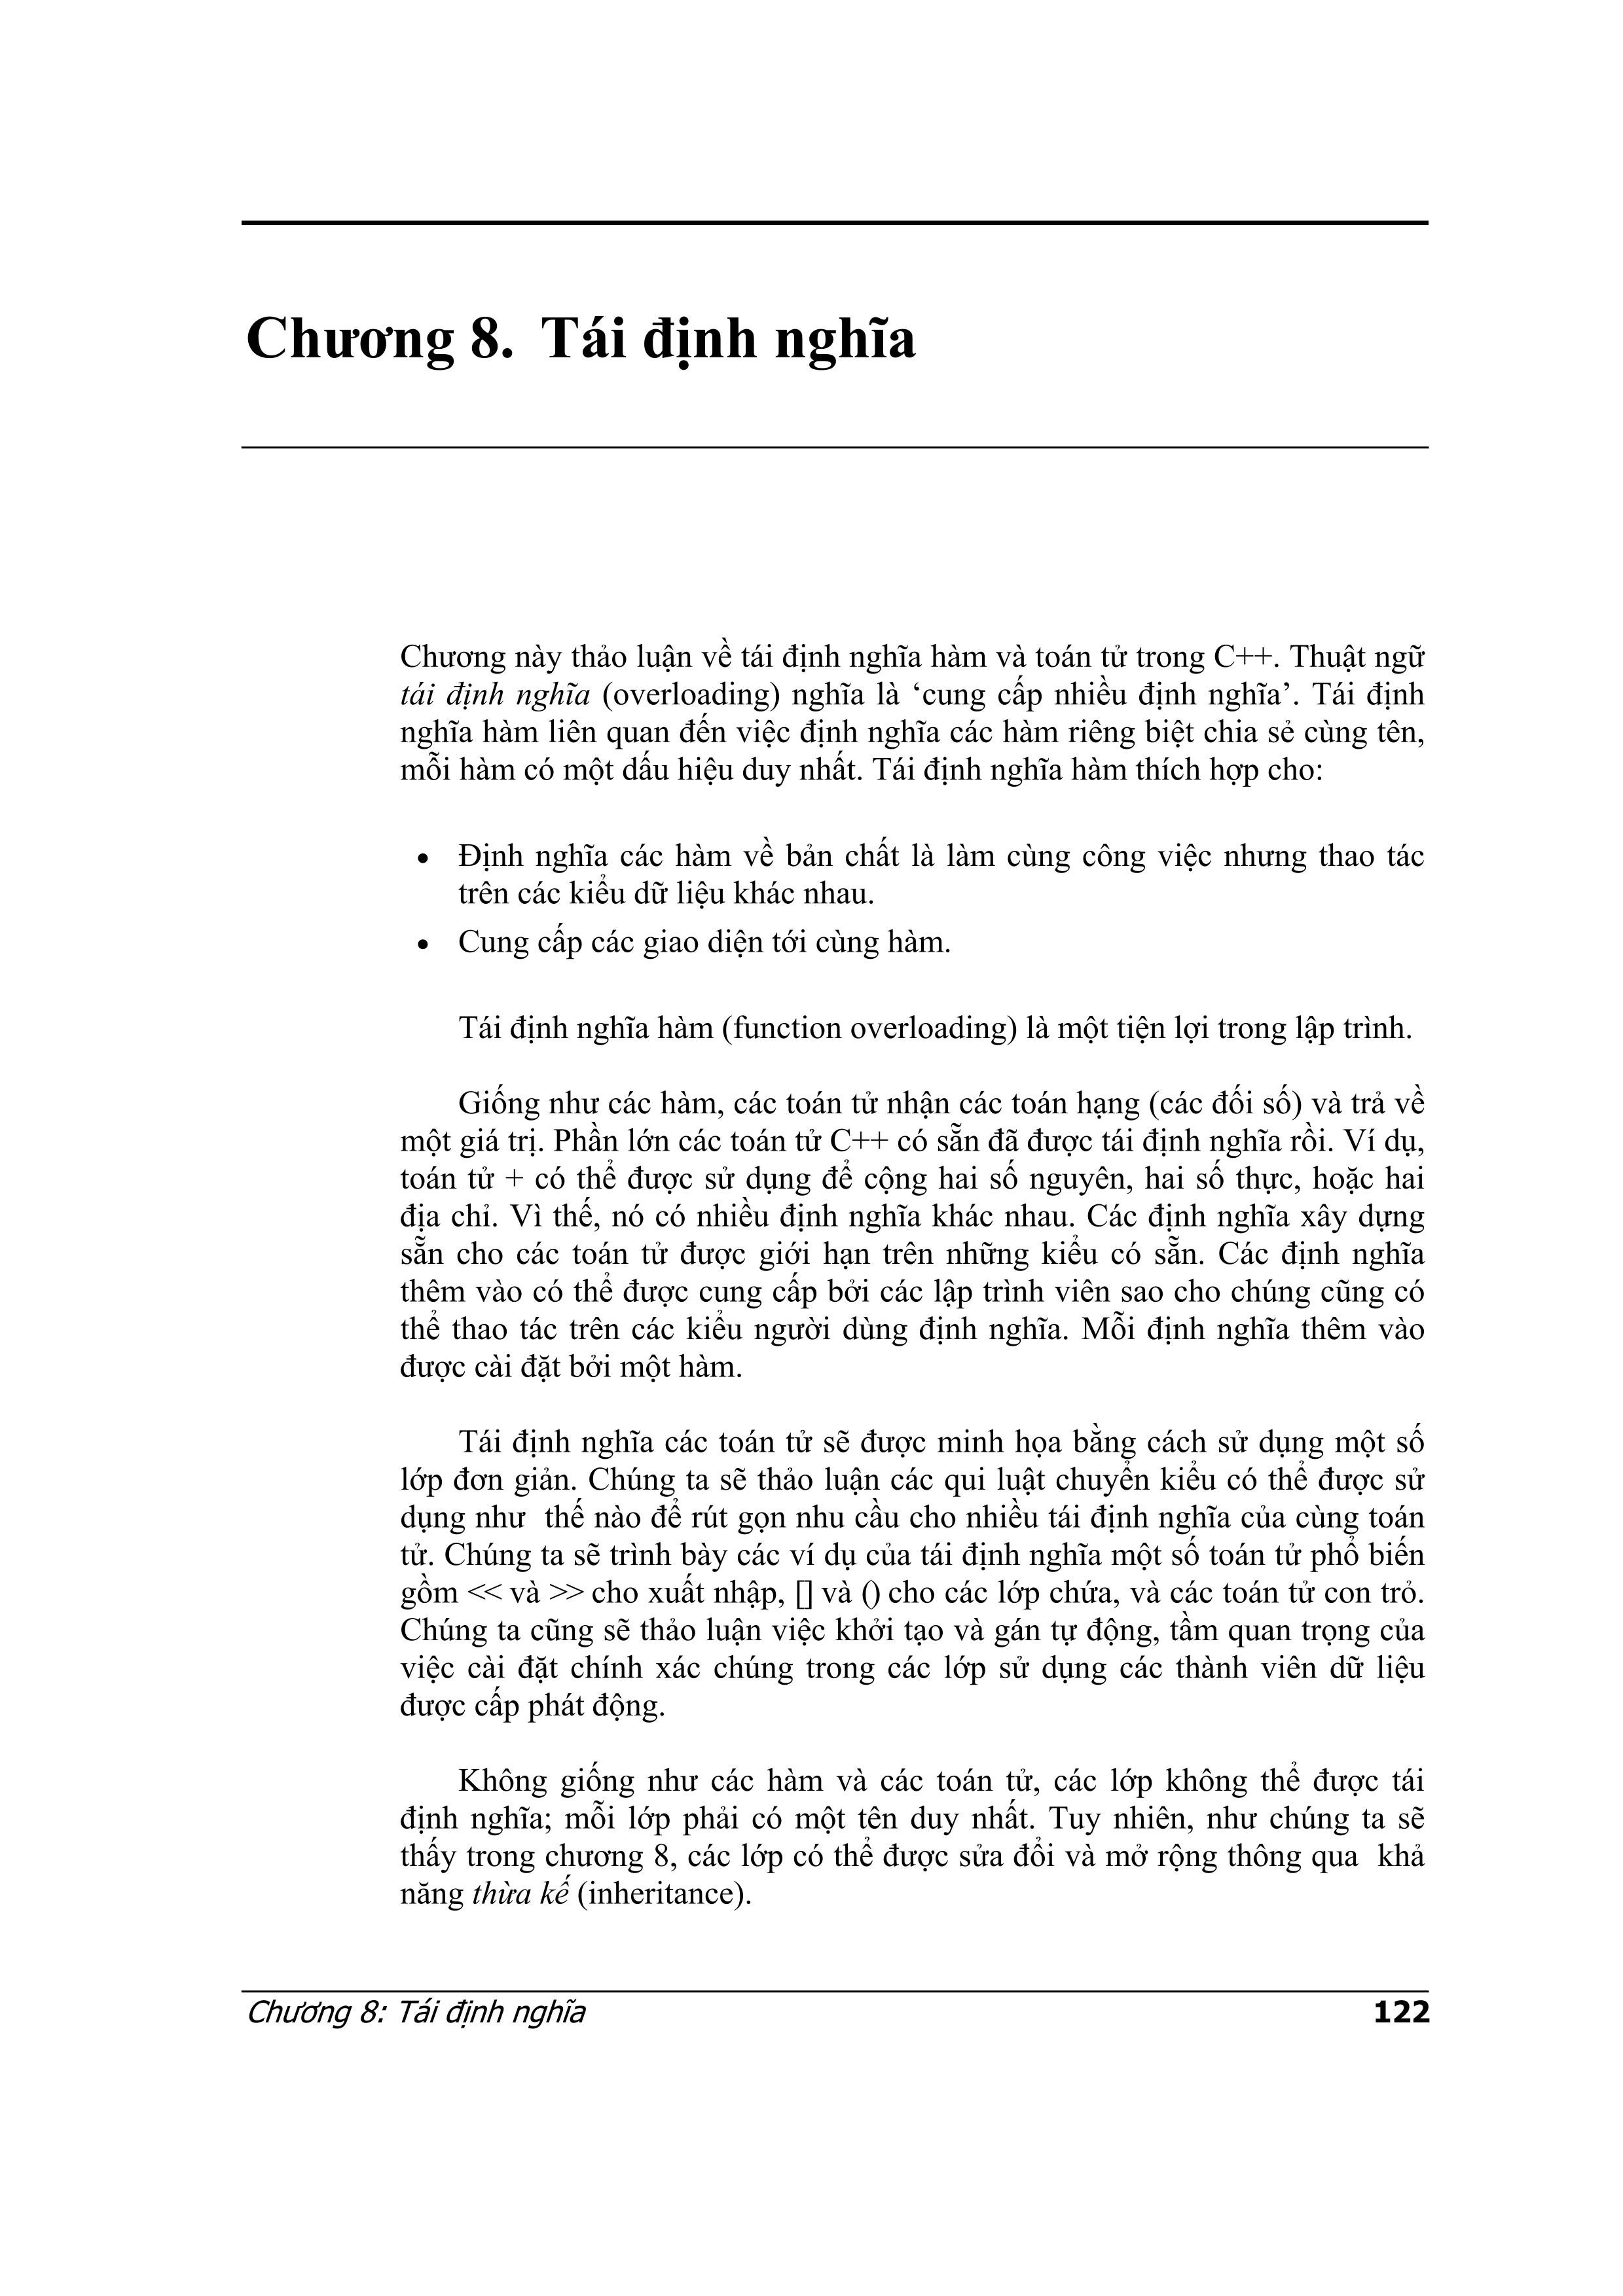 Chương 8. Tái định nghĩa
Chương này thảo luận về tái định nghĩa hàm và toán tử trong C++. Thuật ngữ
tái định nghĩa (overloading) nghĩa là ‘cung cấp nhiều định nghĩa’. Tái định
nghĩa hàm liên quan đến việc định nghĩa các hàm riêng biệt chia sẻ cùng tên,
mỗi hàm có một dấu hiệu duy nhất. Tái định nghĩa hàm thích hợp cho:
• Định nghĩa các hàm về bản chất là làm cùng công việc nhưng thao tác
trên các kiểu dữ liệu khác nhau.
• Cung cấp các giao diện tới cùng hàm.
Tái định nghĩa hàm (function overloading) là một tiện lợi trong lập trình.
Giống như các hàm, các toán tử nhận các toán hạng (các đối số) và trả về
một giá trị. Phần lớn các toán tử C++ có sẵn đã được tái định nghĩa rồi. Ví dụ,
toán tử + có thể được sử dụng để cộng hai số nguyên, hai số thực, hoặc hai
địa chỉ. Vì thế, nó có nhiều định nghĩa khác nhau. Các định nghĩa xây dựng
sẵn cho các toán tử được giới hạn trên những kiểu có sẵn. Các định nghĩa
thêm vào có thể được cung cấp bởi các lập trình viên sao cho chúng cũng có
thể thao tác trên các kiểu người dùng định nghĩa. Mỗi định nghĩa thêm vào
được cài đặt bởi một hàm.
Tái định nghĩa các toán tử sẽ được minh họa bằng cách sử dụng một số
lớp đơn giản. Chúng ta sẽ thảo luận các qui luật chuyển kiểu có thể được sử
dụng như thế nào để rút gọn nhu cầu cho nhiều tái định nghĩa của cùng toán
tử. Chúng ta sẽ trình bày các ví dụ của tái định nghĩa một số toán tử phổ biến
gồm << và >> cho xuất nhập, [] và () cho các lớp chứa, và các toán tử con trỏ.
Chúng ta cũng sẽ thảo luận việc khởi tạo và gán tự động, tầm quan trọng của
việc cài đặt chính xác chúng trong các lớp sử dụng các thành viên dữ liệu
được cấp phát động.
Không giống như các hàm và các toán tử, các lớp không thể được tái
định nghĩa; mỗi lớp phải có một tên duy nhất. Tuy nhiên, như chúng ta sẽ
thấy trong chương 8, các lớp có thể được sửa đổi và mở rộng thông qua khả
năng thừa kế (inheritance).
Chương 8: Tái định nghĩa 122